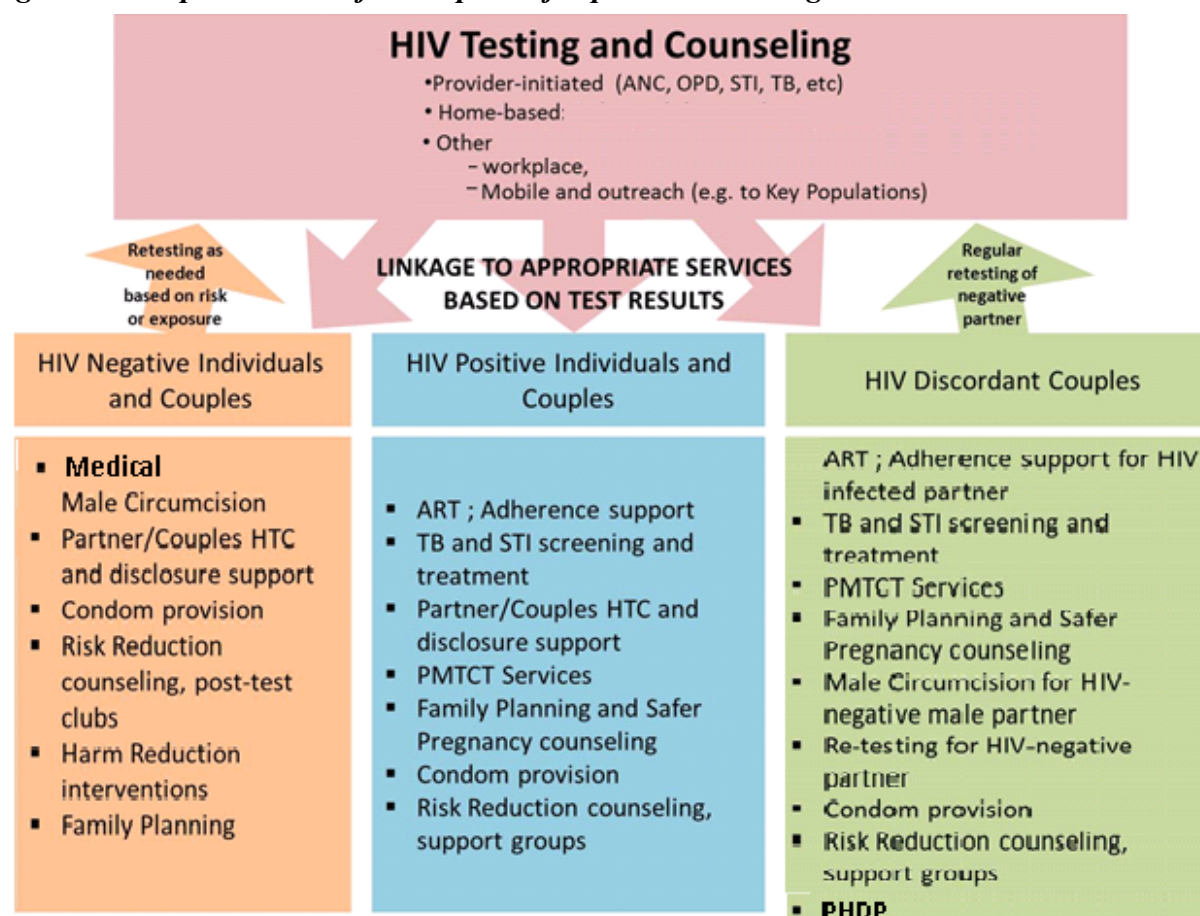 HIV Testing and Counseling
•Provider-initiated (ANC, OPD, STI, TB, etc)
• Home-based:
• Other
– workplace,
– Mobile and outreach (e.g. to Key Populations)
Retesting as
needed
based on risk
or exposure
LINKAGE TO APPROPRIATE SERVICES
BASED ON TEST RESULTS
Regular
retesting of
negative
partner
HIV Negative Individuals
and Couples
▪ Medical
Male Circumcision
▪ Partner/Couples HTC
and disclosure support
▪ Condom provision
▪ Risk Reduction
counseling, post-test
clubs
▪ Harm Reduction
interventions
▪ Family Planning
HIV Positive Individuals and
Couples
▪ ART ; Adherence support
▪ TB and STI screening and
treatment
▪ Partner/Couples HTC and
disclosure support
▪ PMTCT Services
▪ Family Planning and Safer
Pregnancy counseling
▪ Condom provision
▪ Risk Reduction counseling,
support groups
HIV Discordant Couples
ART ; Adherence support for HIV
infected partner
▪ TB and STI screening and
treatment
▪ PMTCT Services
▪ Family Planning and Safer
Pregnancy counseling
▪ Male Circumcision for HIV-
negative male partner
▪ Re-testing for HIV-negative
partner
▪ Condom provision
▪ Risk Reduction counseling,
support groups
▪ PHDP